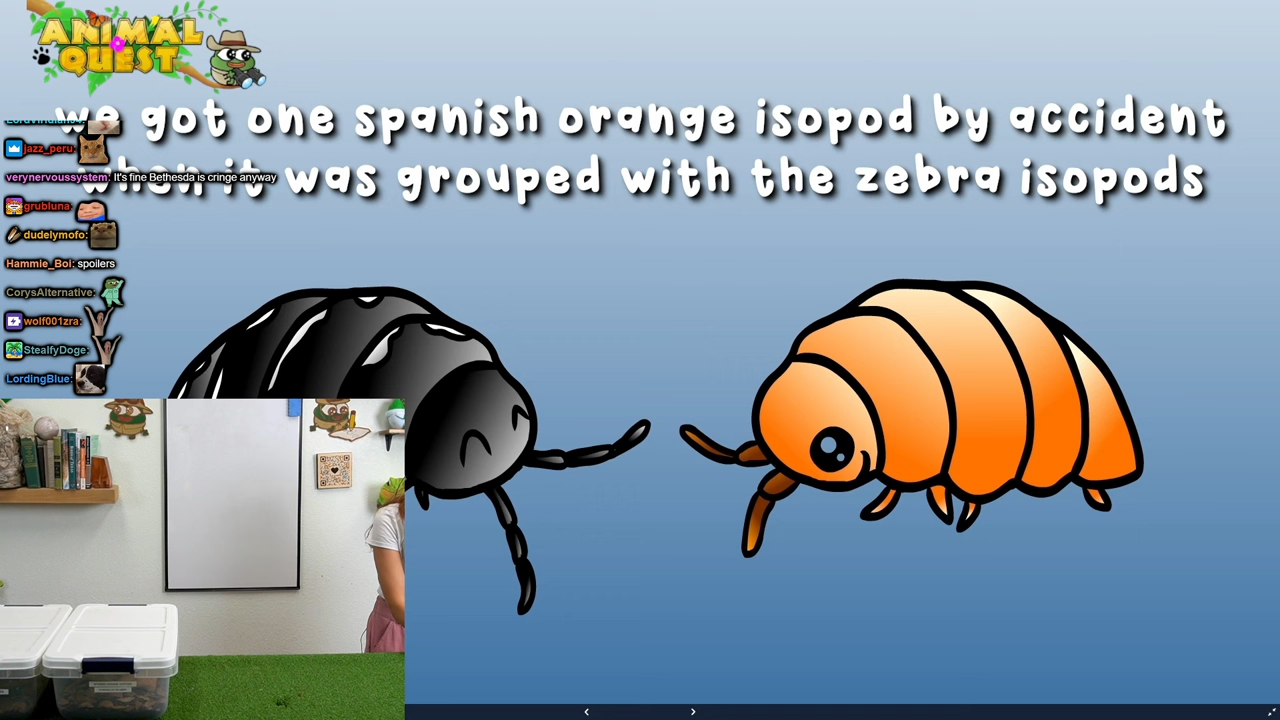 ANIMAL
QUEST
we got one spanish orange isopod by accident
when it was grouped with the zebra isopods
jazz_peru:
verynervoussystem: It's fine Bethesda is cringe anyway
grubluna:
dudelymofo:
Hammie_Boi: spoilers
CorysAlternative:
wolf001zra:
StealfyDoge:
LordingBlue: